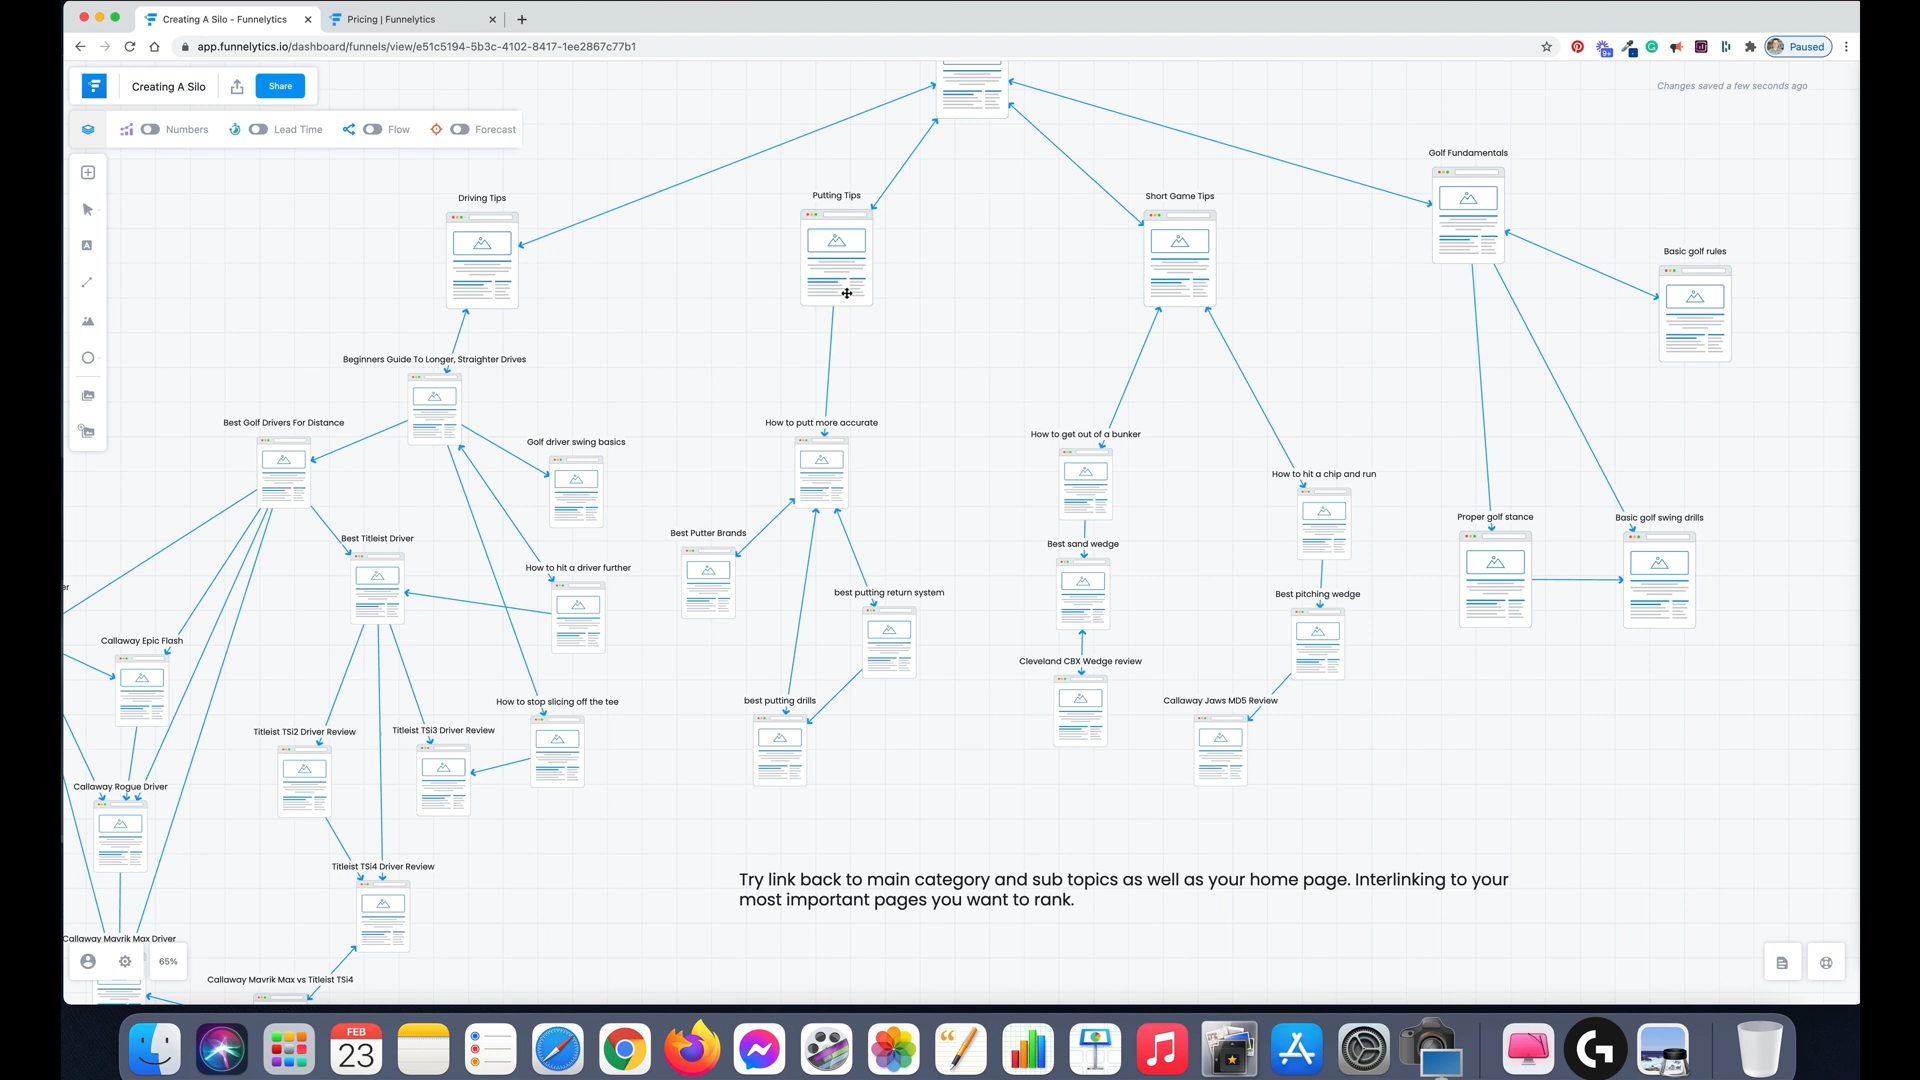 Creating A Silo - Funnelytics
Pricing | Funnelytics
app.funnelytics.io/dashboard/funnels/view/e51c5194-5b3c-4102-8417-1ee2867c77b1
Paused
Creating A Silo
Share
Changes saved a few seconds ago
Numbers
Lead Time
Flow
Forecast
Golf Fundamentals
Driving Tips
Putting Tips
Short Game Tips
Basic golf rules
Beginners Guide To Longer, Straighter Drives
Best Golf Drivers For Distance
How to putt more accurate
How to get out of a bunker
Golf driver swing basics
How to hit a chip and run
Proper golf stance
Basic golf swing drills
Best Putter Brands
Best Titleist Driver
Best sand wedge
How to hit a driver further
er
best putting return system
Best pitching wedge
Callaway Epic Flash
Cleveland CBX Wedge review
How to stop slicing off the tee
best putting drills
Callaway Jaws MD5 Review
Titleist TSi2 Driver Review
Titleist TSi3 Driver Review
Callaway Rogue Driver
Titleist TSi4 Driver Review
Try link back to main category and sub topics as well as your home page. Interlinking to your
most important pages you want to rank.
Callaway Mavrik Max Driver
65%
Callaway Mavrik Max vs Titleist TSi4
FEB
23